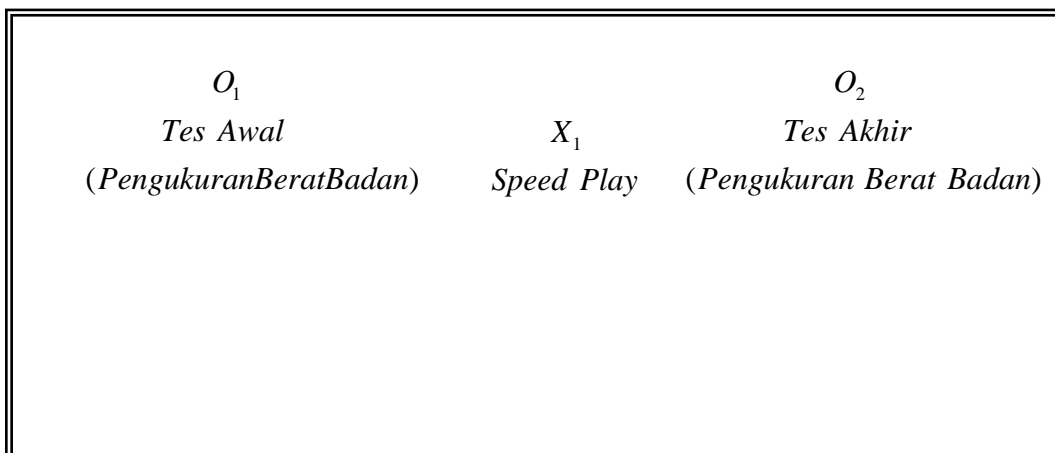 O₁ O₂
Tes Awal X₁ Tes Akhir
(PengukuranBeratBadan) Speed Play (Pengukuran Berat Badan)